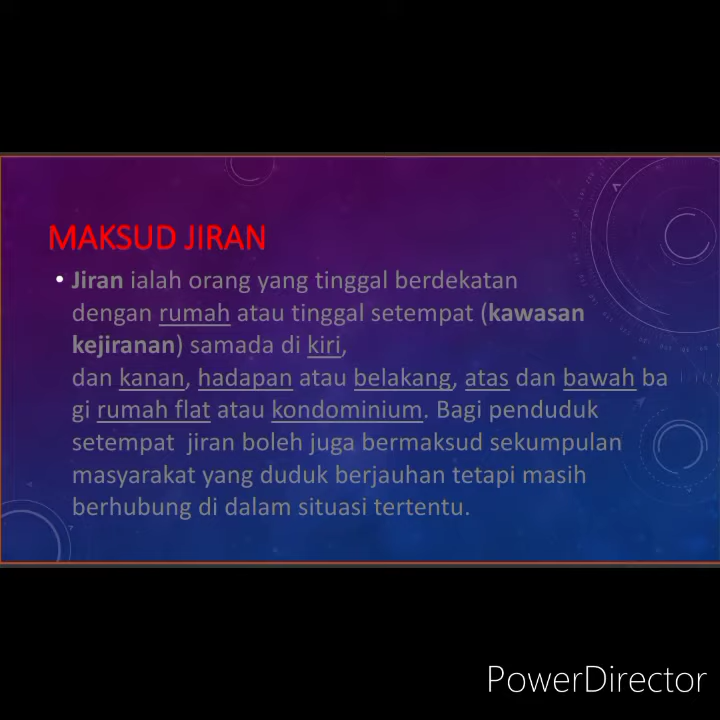 MAKSUD JIRAN
• Jiran ialah orang yang tinggal berdekatan
dengan rumah atau tinggal setempat (kawasan
kejiranan) samada di kiri,
dan kanan, hadapan atau belakang, atas dan bawah ba
gi rumah flat atau kondominium. Bagi penduduk
setempat  jiran boleh juga bermaksud sekumpulan
masyarakat yang duduk berjauhan tetapi masih
berhubung di dalam situasi tertentu.
PowerDirector